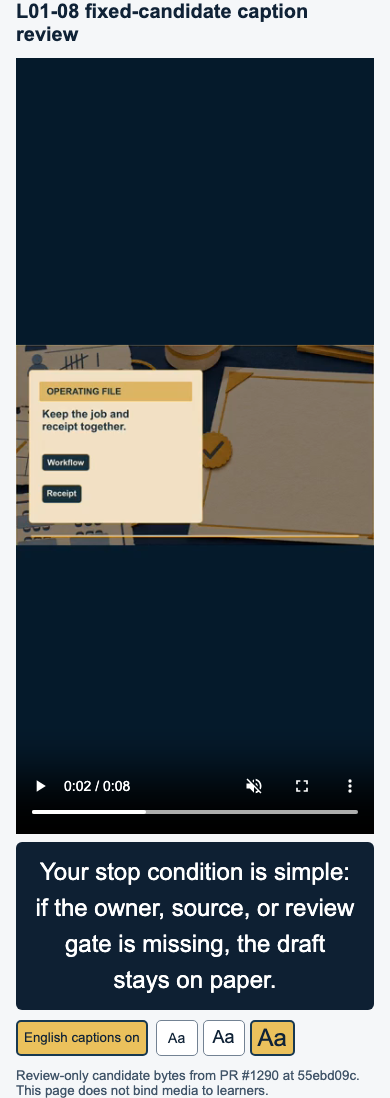 L01-08 fixed-candidate caption
review
OPERATING FILE
Keep the job and
receipt together.
Workflow
Receipt
0:02 / 0:08
Your stop condition is simple:
if the owner, source, or review
gate is missing, the draft
stays on paper.
English captions on
Aa
Aa
Aa
Review-only candidate bytes from PR #1290 at 55ebd09c.
This page does not bind media to learners.